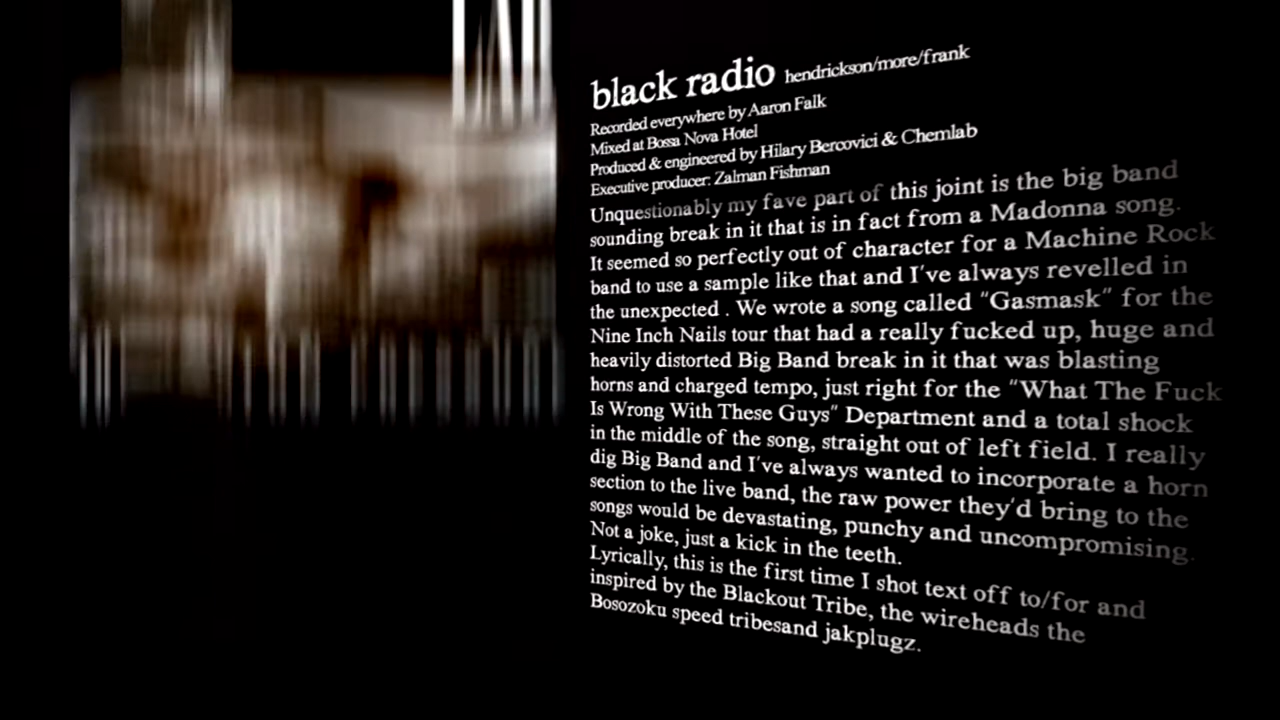 black radio hendrickson/more/frank
Recorded everywhere by Aaron Falk
Mixed at Bossa Nova Hotel
Produced & engineered by Hilary Bercovici & Chemlab
Executive producer: Zalman Fishman
Unquestionably my fave part of this joint is the big band
sounding break in it that is in fact from a Madonna song.
It seemed so perfectly out of character for a Machine Rock
band to use a sample like that and I've always revelled in
the unexpected . We wrote a song called "Gasmask" for the
Nine Inch Nails tour that had a really fucked up, huge and
heavily distorted Big Band break in it that was blasting
horns and charged tempo, just right for the "What The Fuck
Is Wrong With These Guys" Department and a total shock
in the middle of the song, straight out of left field. I really
dig Big Band and I've always wanted to incorporate a horn
section to the live band, the raw power they'd bring to the
songs would be devastating, punchy and uncompromising.
Not a joke, just a kick in the teeth.
Lyrically, this is the first time I shot text off to/for and
inspired by the Blackout Tribe, the wireheads the
Bosozoku speed tribesand jakplugz.